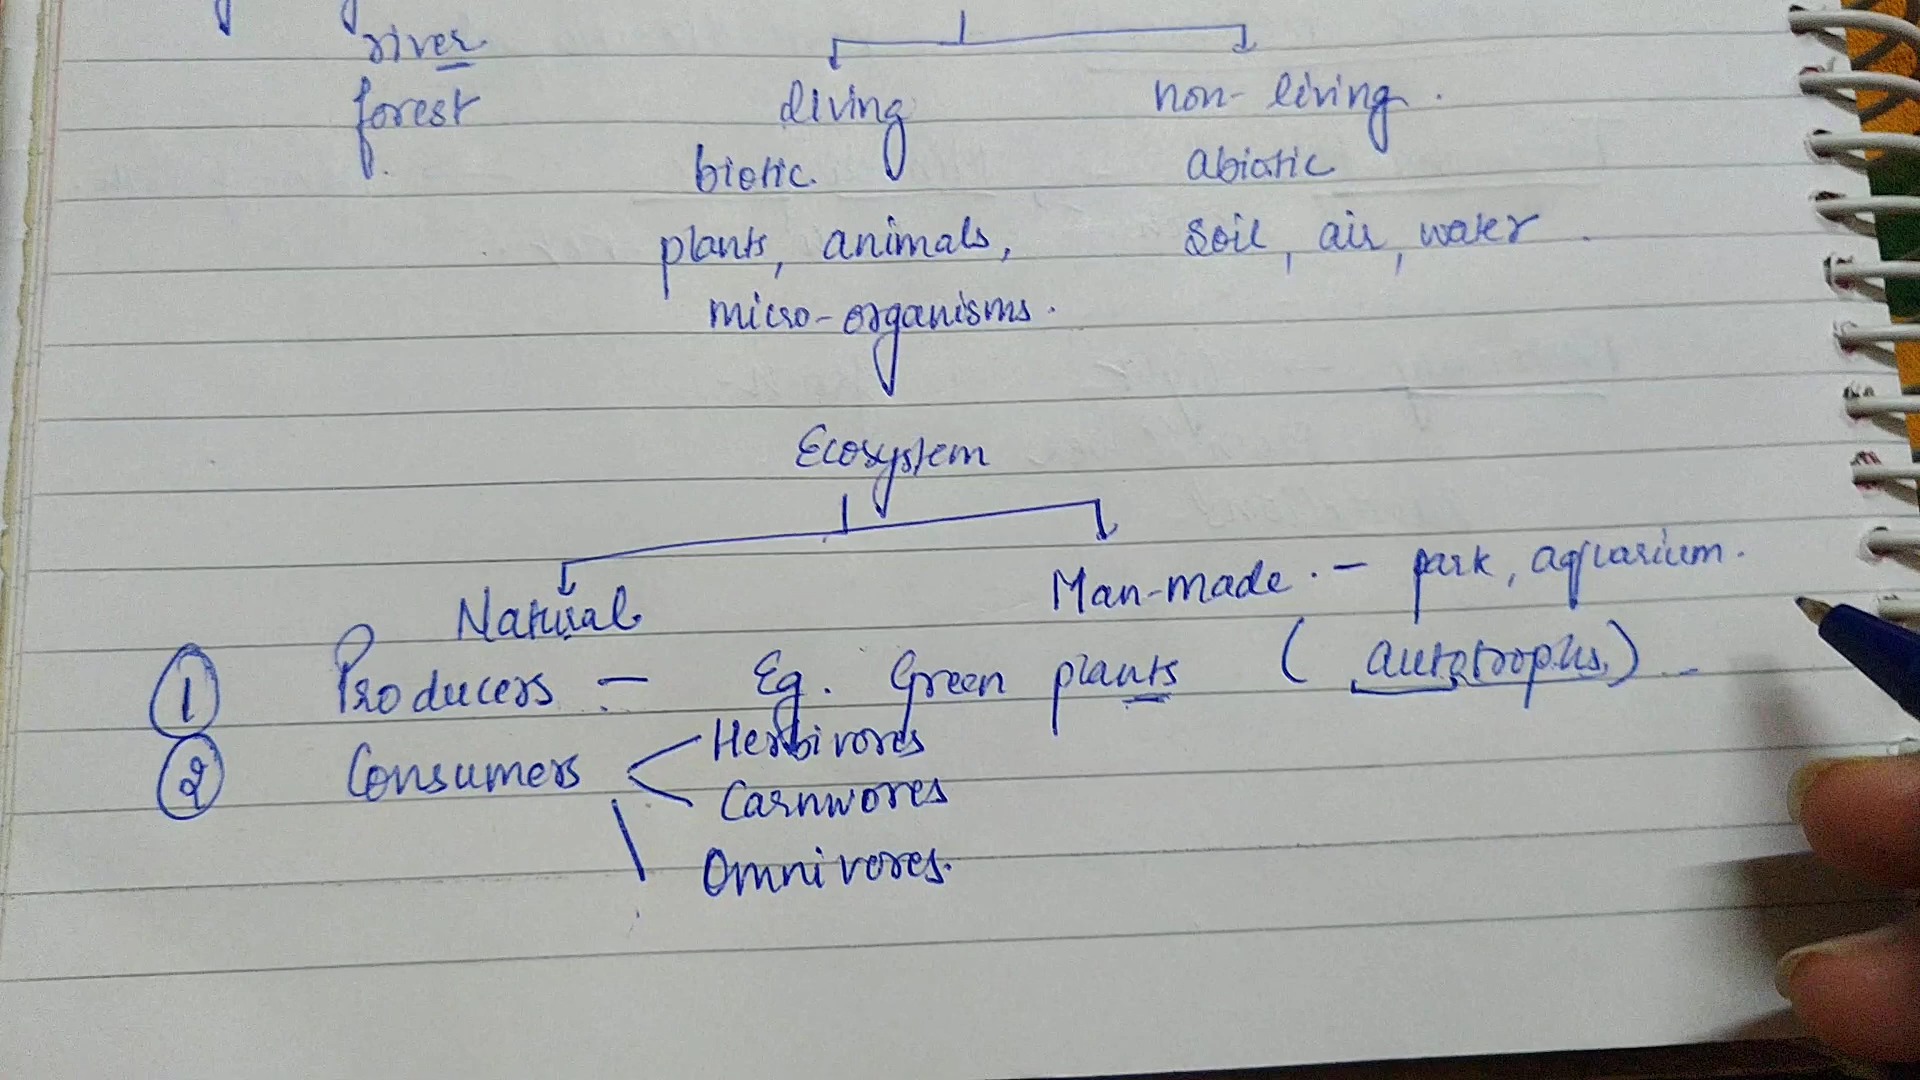 river
forest
living non-living.
biotic. abiotic
plants, animals, soil, air, water.
micro-organisms.
Ecosystem
Natural Man-made. - park, aquarium.
1 Producers - Eg. Green plants (autotrophs.)
2 Consumers Herbivores
Carnivores
Omnivores.